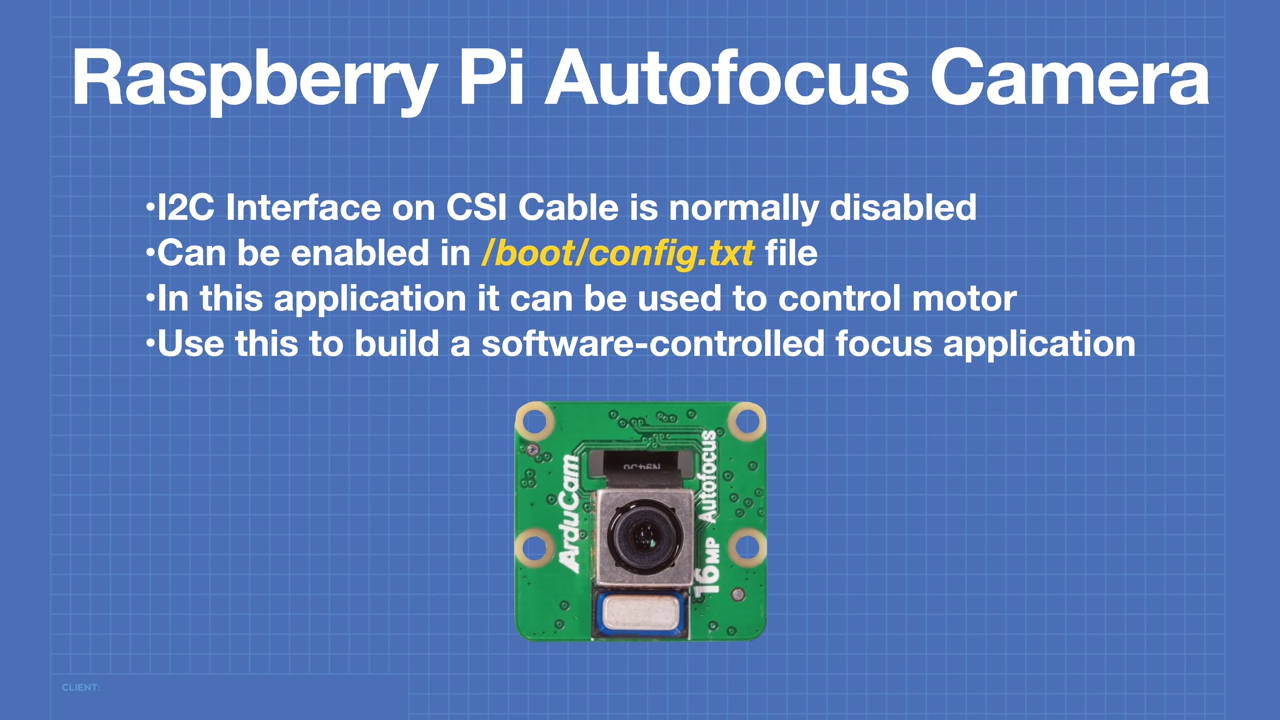 Raspberry Pi Autofocus Camera
•I2C Interface on CSI Cable is normally disabled
•Can be enabled in /boot/config.txt file
•In this application it can be used to control motor
•Use this to build a software-controlled focus application
ArduCam
16MP Autofocus
CLIENT: